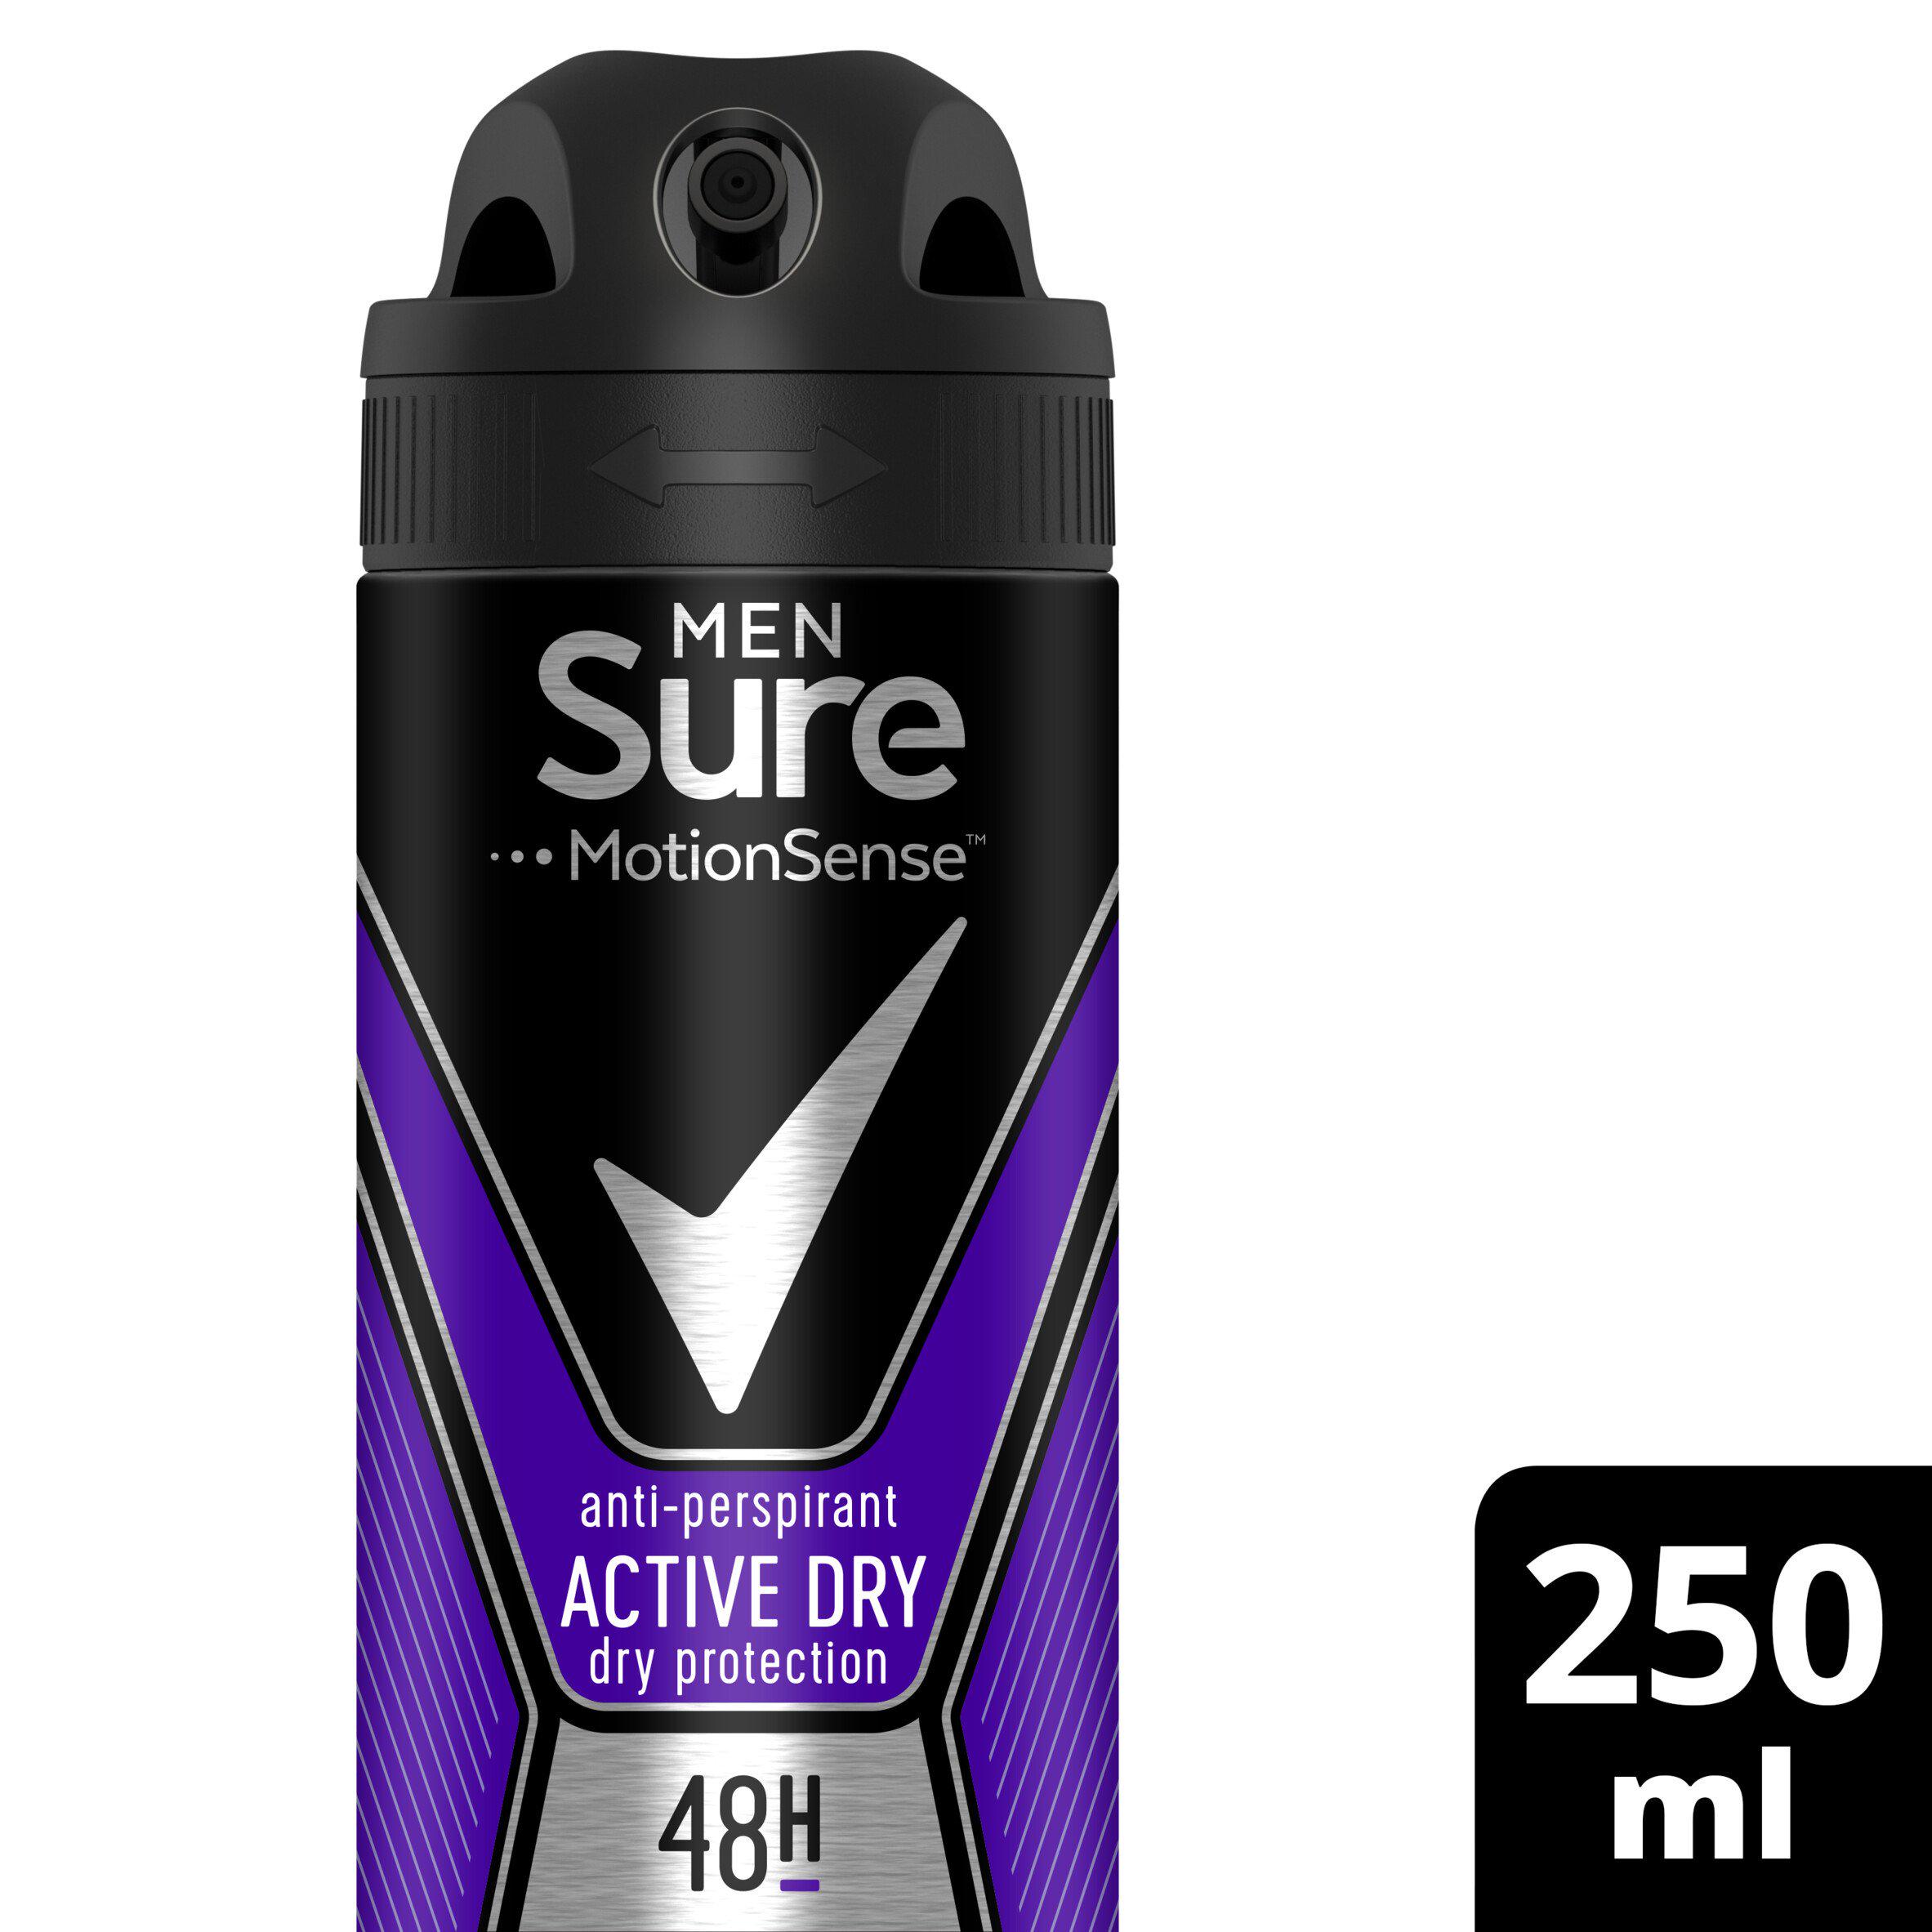 MEN
Sure
MotionSense™
anti-perspirant
ACTIVE DRY
dry protection
48H
250
ml